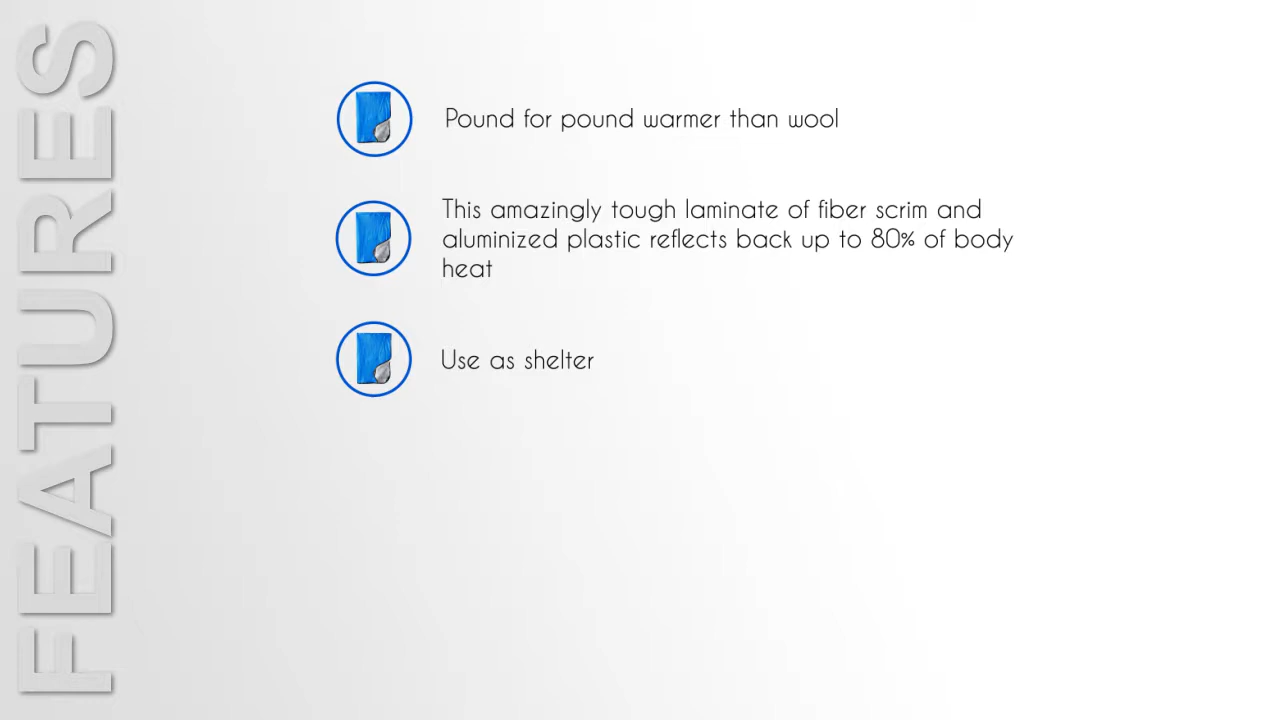 FEATURES
Pound for pound warmer than wool
This amazingly tough laminate of fiber scrim and
aluminized plastic reflects back up to 80% of body
heat
Use as shelter